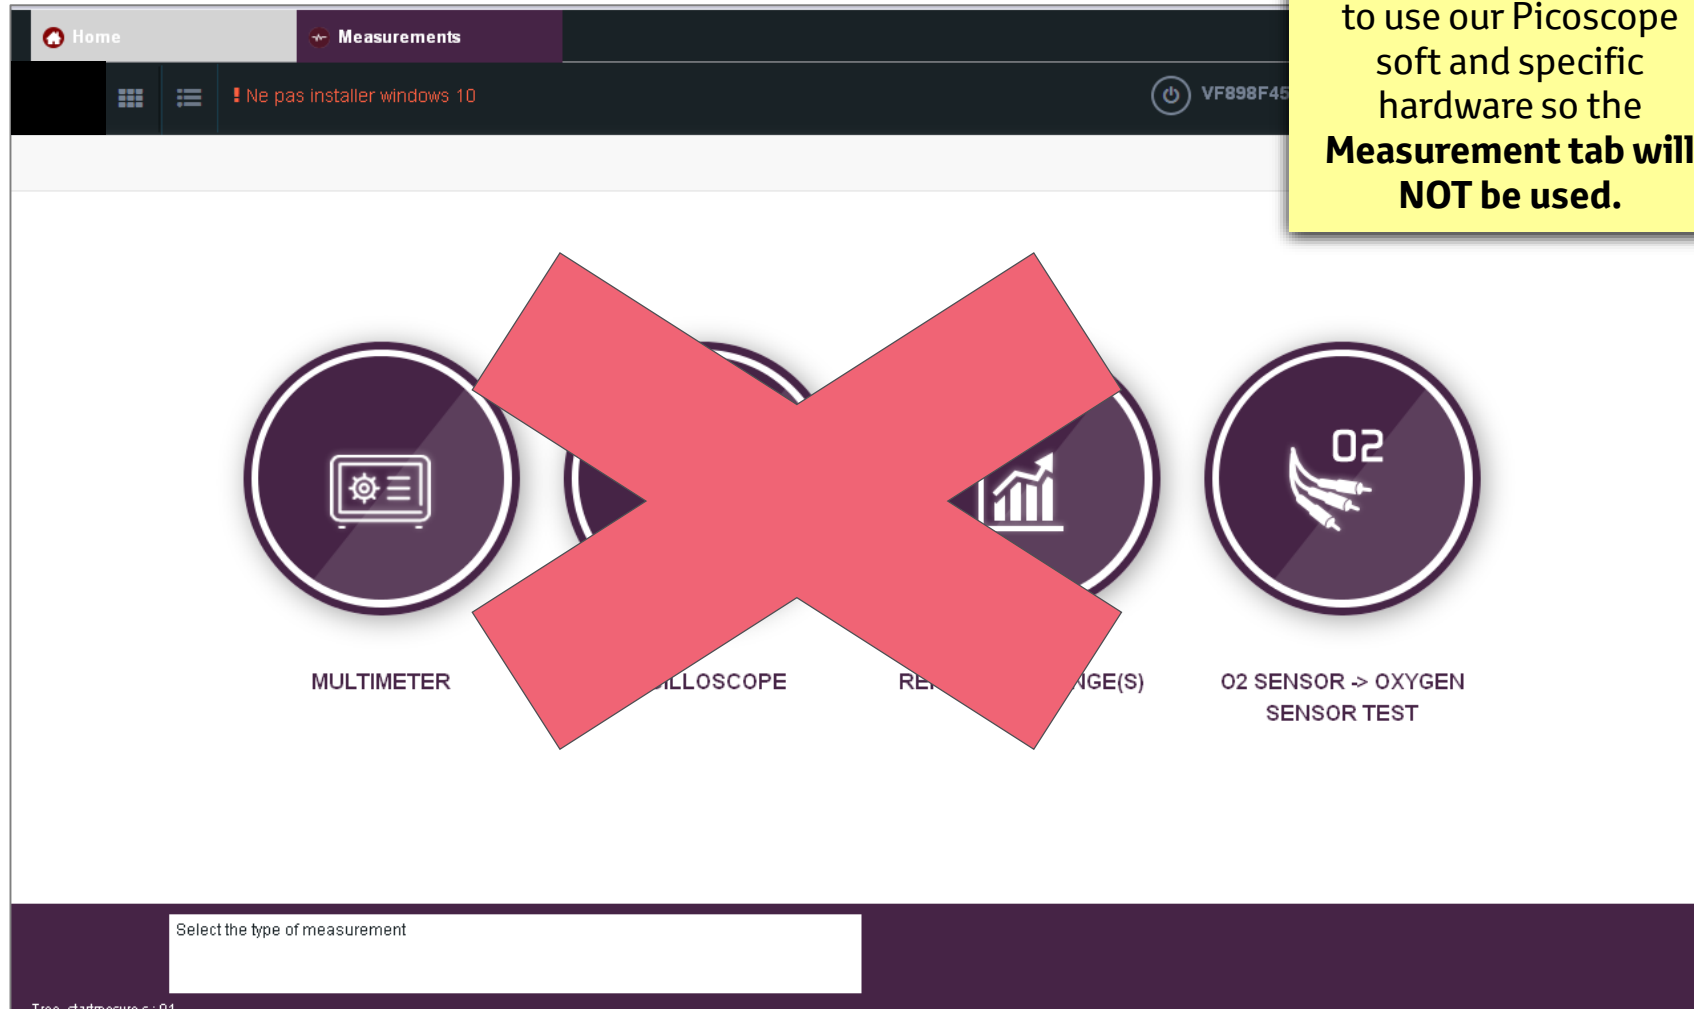 to use our Picoscope
soft and specific
hardware so the
Measurement tab will
NOT be used.
Home
Measurements
! Ne pas installer windows 10
VF898F45
MULTIMETER
ILLOSCOPE
RE
NGE(S)
O2
O2 SENSOR -> OXYGEN
SENSOR TEST
Select the type of measurement